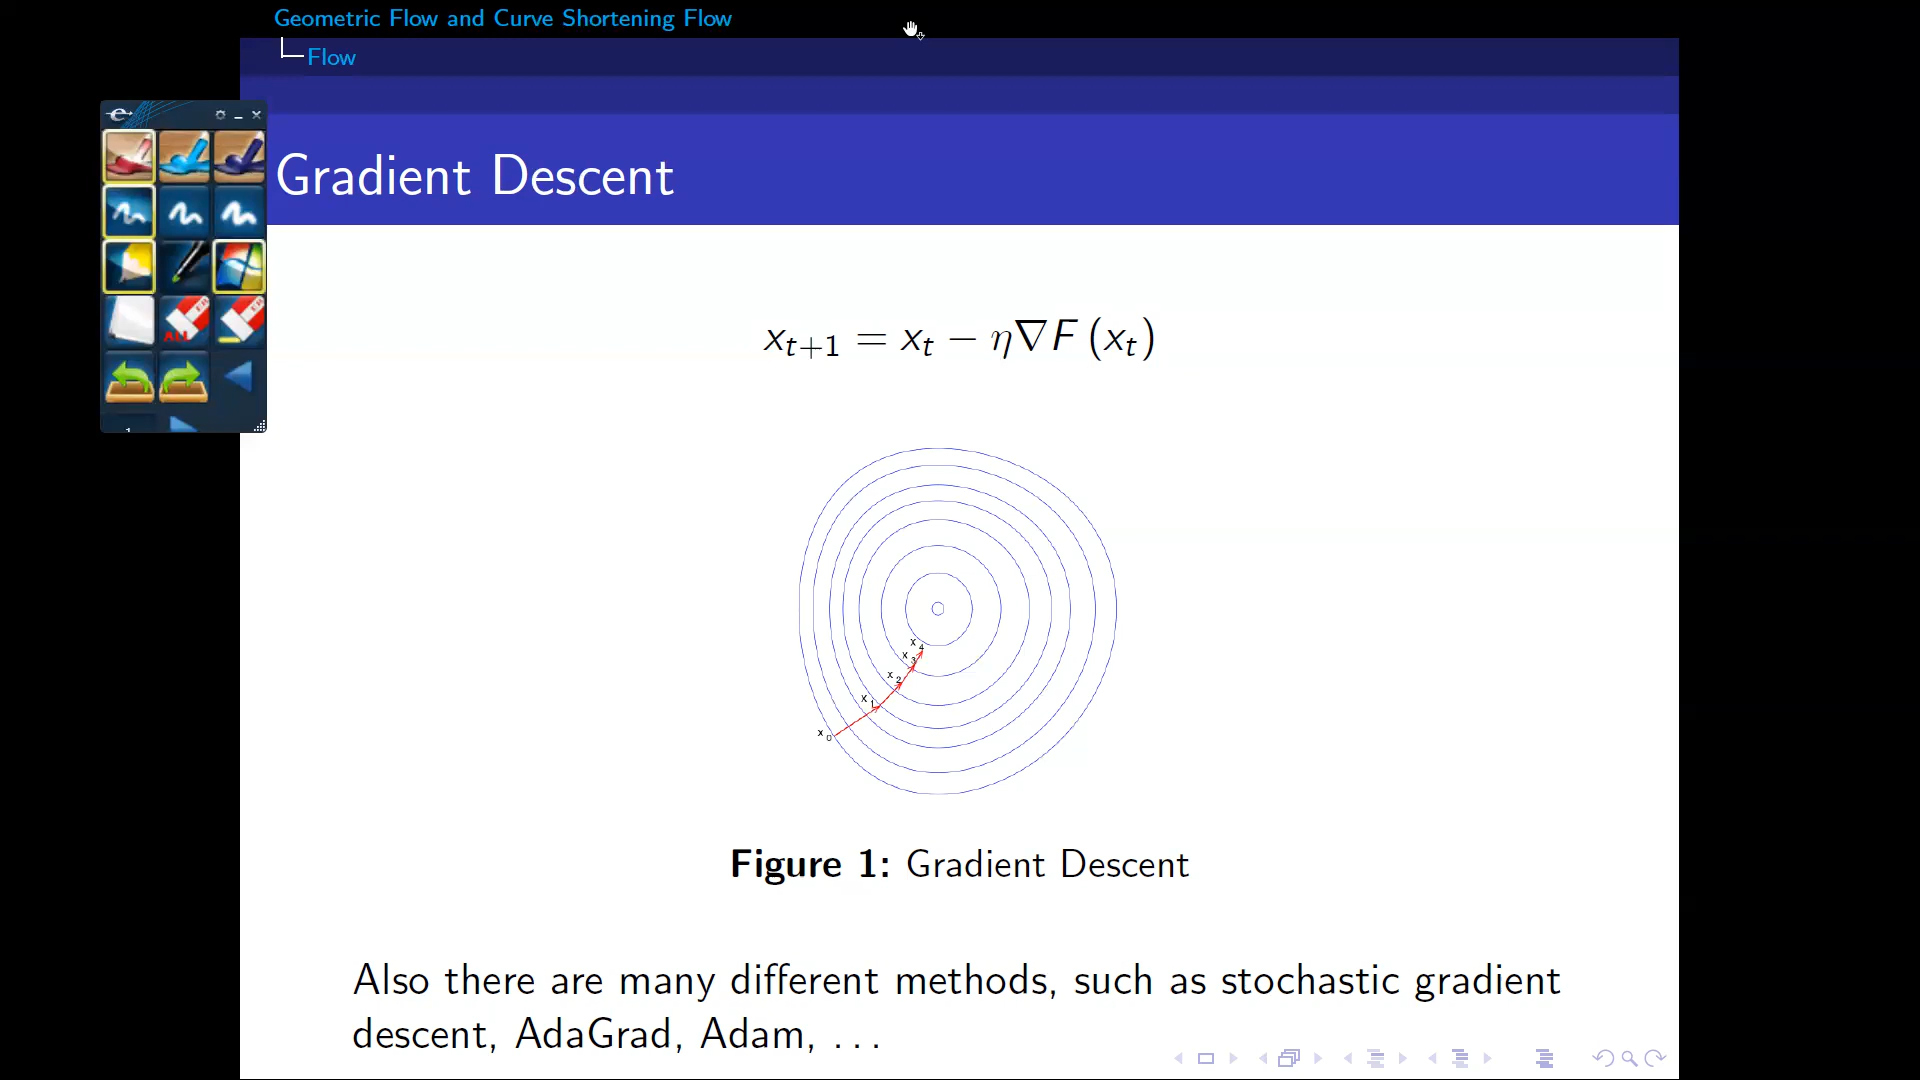 Geometric Flow and Curve Shortening Flow
Flow
Gradient Descent
x_{t+1} = x_t − η∇F (x_t)
x_4
x_3
x_2
x_1
x_0
Figure 1: Gradient Descent
Also there are many different methods, such as stochastic gradient
descent, AdaGrad, Adam, . . .
ALL